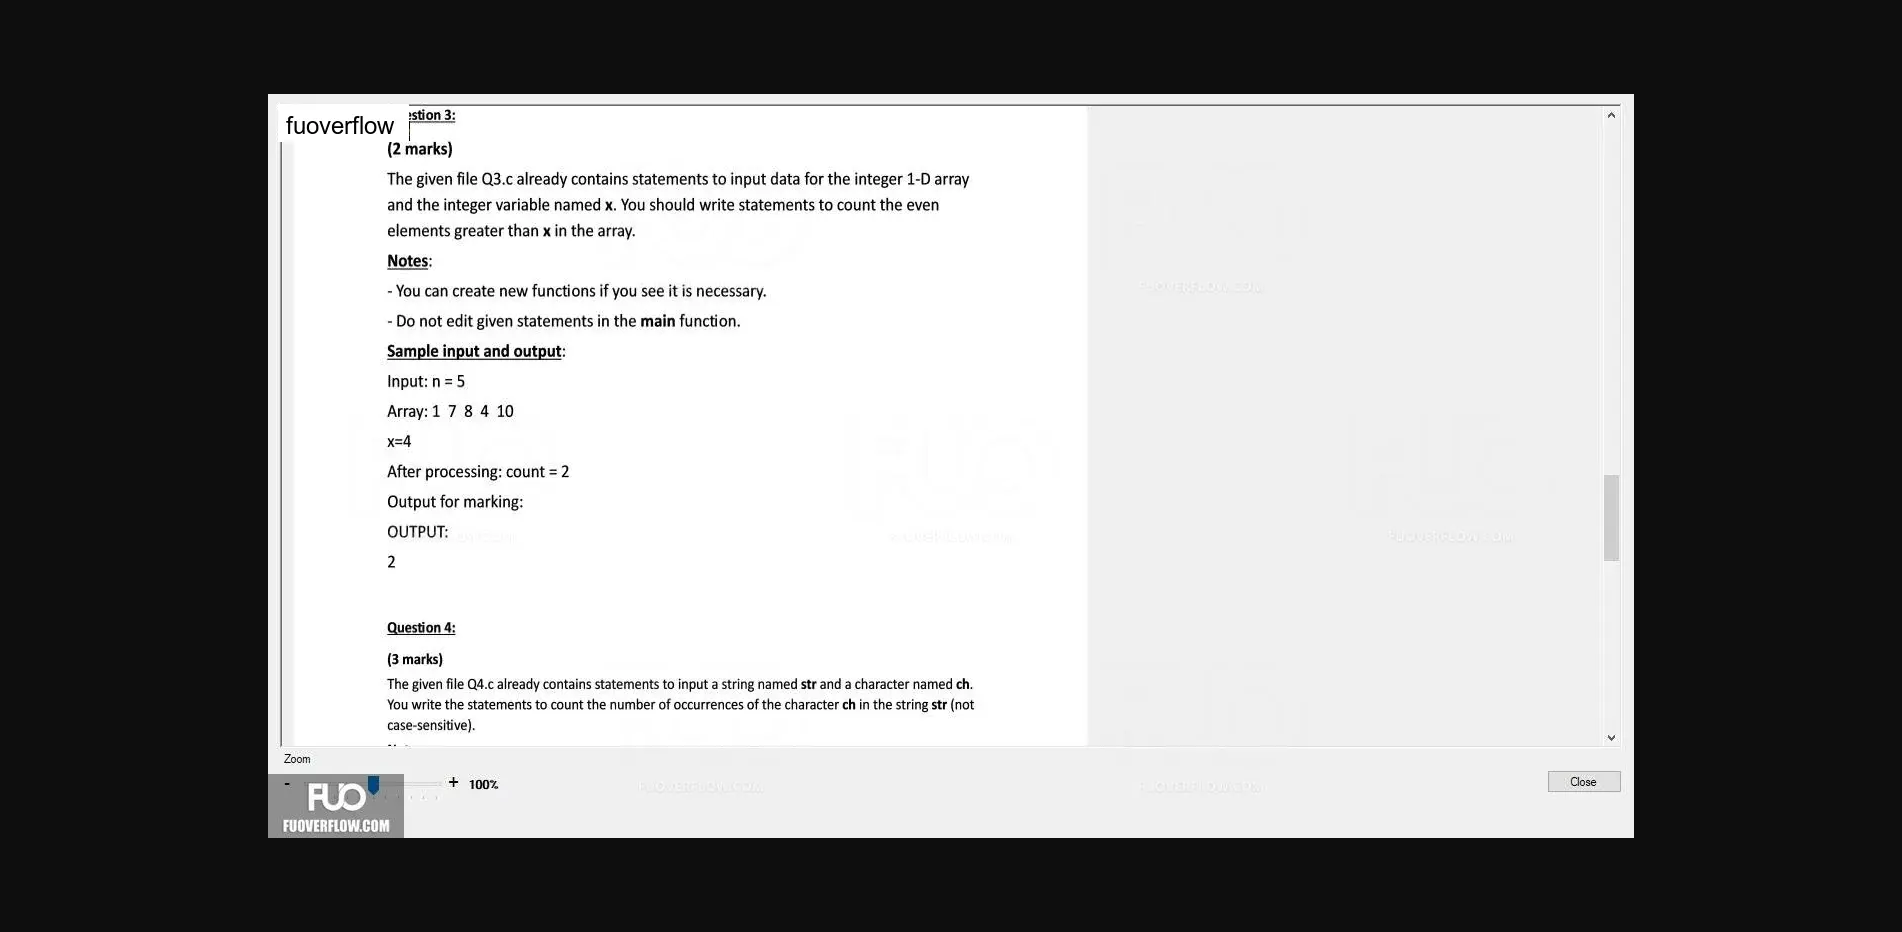 fuoverflow
estion 3:
(2 marks)
The given file Q3.c already contains statements to input data for the integer 1-D array
and the integer variable named x. You should write statements to count the even
elements greater than x in the array.
Notes:
- You can create new functions if you see it is necessary.
- Do not edit given statements in the main function.
Sample input and output:
Input: n = 5
Array: 1 7 8 4 10
x=4
After processing: count = 2
Output for marking:
OUTPUT:
2
Question 4:
(3 marks)
The given file Q4.c already contains statements to input a string named str and a character named ch.
You write the statements to count the number of occurrences of the character ch in the string str (not
case-sensitive).
Zoom
- + 100%
Close
FUO
FUOVERFLOW.COM